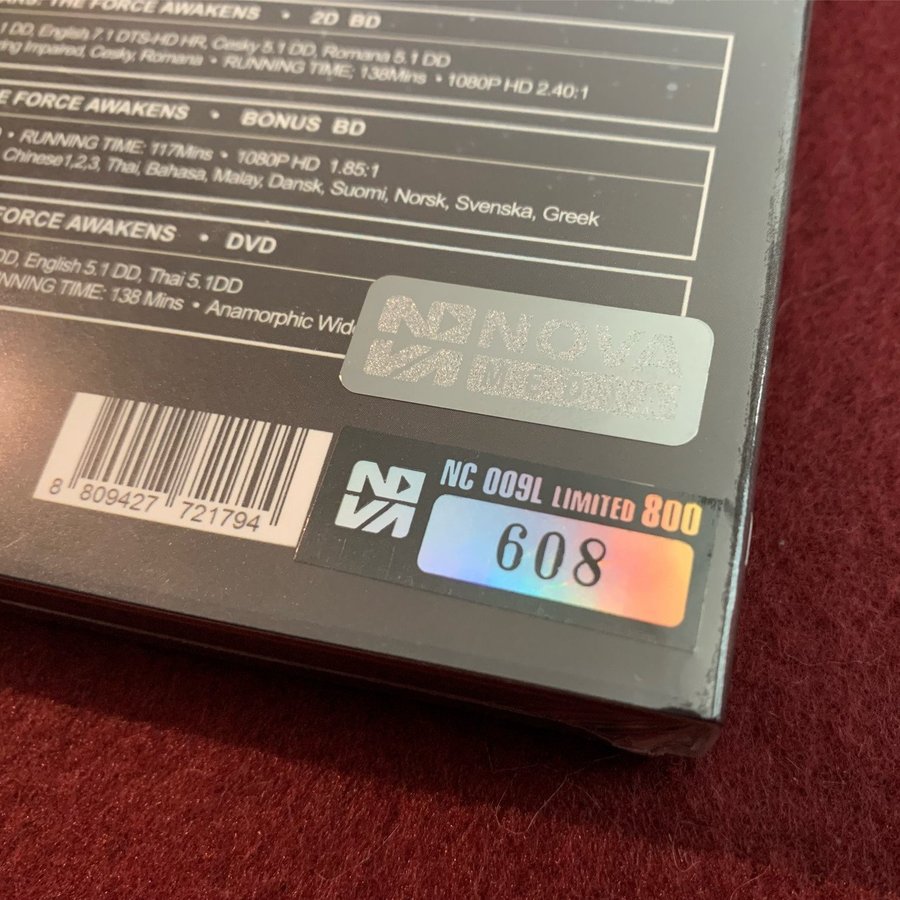 THE FORCE AWAKENS • 2D BD
DD, English 7.1 DTS-HD HR, Cesky 5.1 DD, Romana 5.1 DD
Impaired, Cesky, Romana • RUNNING TIME: 138Mins • 1080P HD 2.40:1
FORCE AWAKENS • BONUS BD
• RUNNING TIME: 117Mins • 1080P HD 1.85:1
Chinese1,2,3, Thai, Bahasa, Malay, Dansk, Suomi, Norsk, Svenska, Greek
FORCE AWAKENS • DVD
DD, English 5.1 DD, Thai 5.1DD
TIME: 138 Mins • Anamorphic
NOVA NOVA
MEDIA
8 809427 721794
NOVA
NC 009L LIMITED 800
608